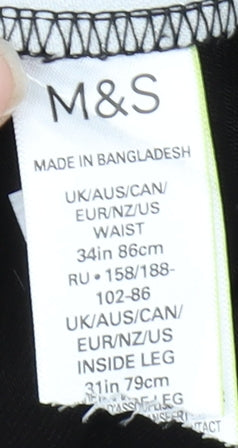 M&S
MADE IN BANGLADESH
UK/AUS/CAN/
EUR/NZ/US
WAIST
34in 86cm
RU • 158/188-
102-86
UK/AUS/CAN/
EUR/NZ/US
INSIDE LEG
31in 79cm
LEG